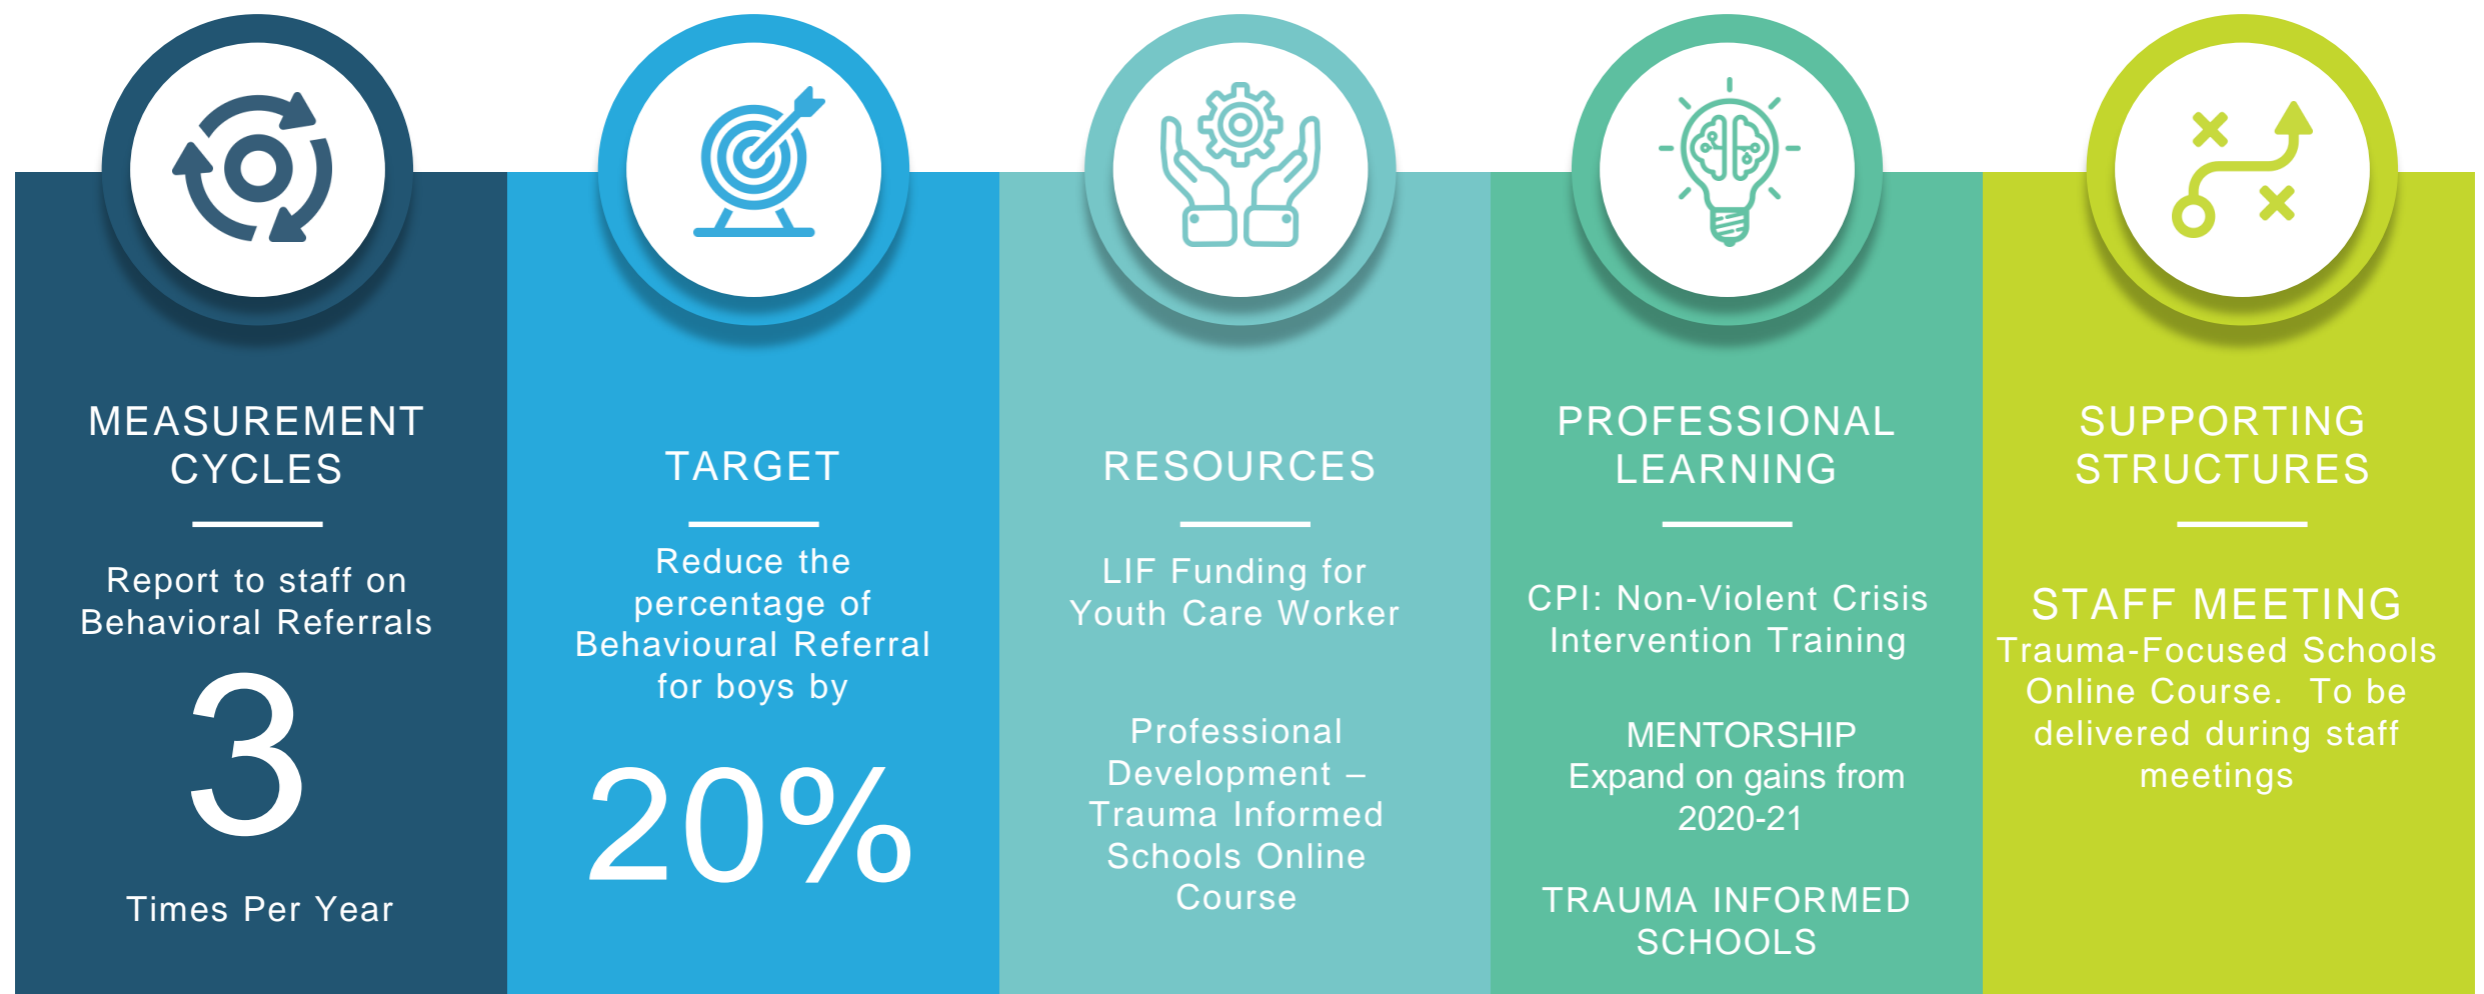 MEASUREMENT
CYCLES
Report to staff on
Behavioral Referrals
3
Times Per Year
TARGET
Reduce the
percentage of
Behavioural Referral
for boys by
20%
RESOURCES
LIF Funding for
Youth Care Worker
Professional
Development –
Trauma Informed
Schools Online
Course
PROFESSIONAL
LEARNING
CPI: Non-Violent Crisis
Intervention Training
MENTORSHIP
Expand on gains from
2020-21
TRAUMA INFORMED
SCHOOLS
SUPPORTING
STRUCTURES
STAFF MEETING
Trauma-Focused Schools
Online Course.  To be
delivered during staff
meetings